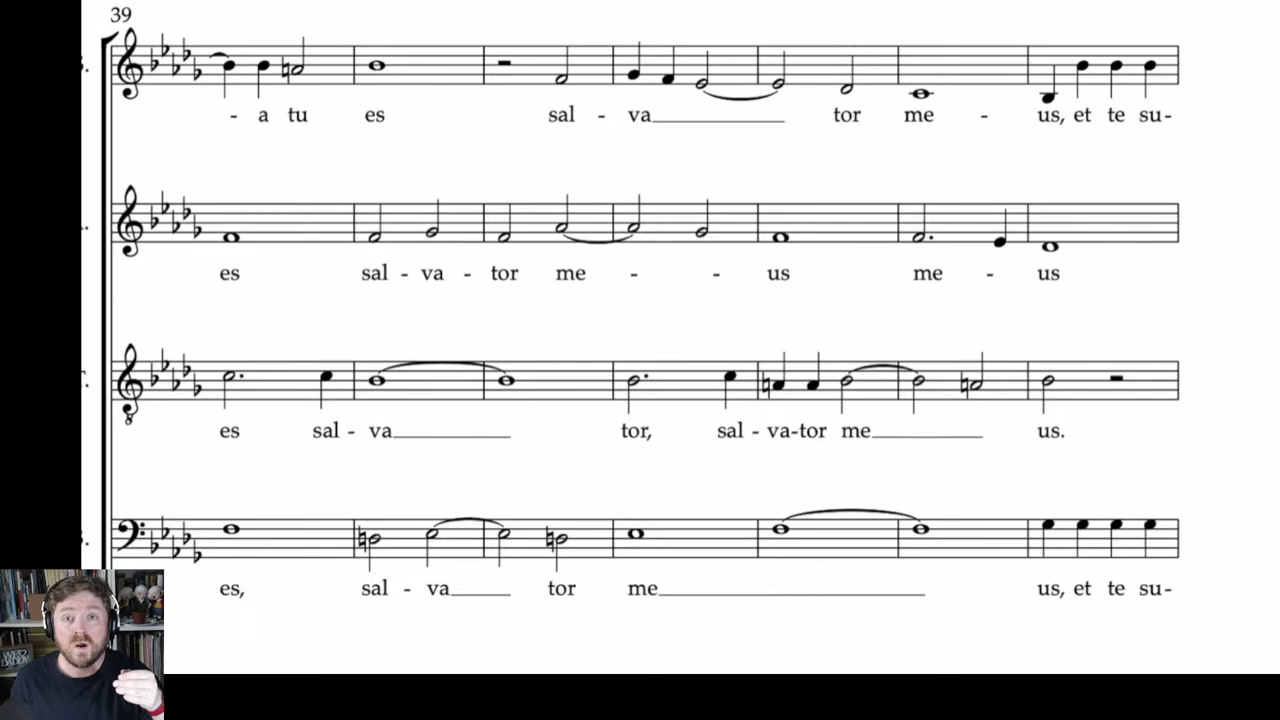 39
- a tu es sal - va tor me - us, et te su-
es sal - va - tor me - - us me - us
es sal - va tor, sal - va-tor me us.
es, sal - va tor me us, et te su-